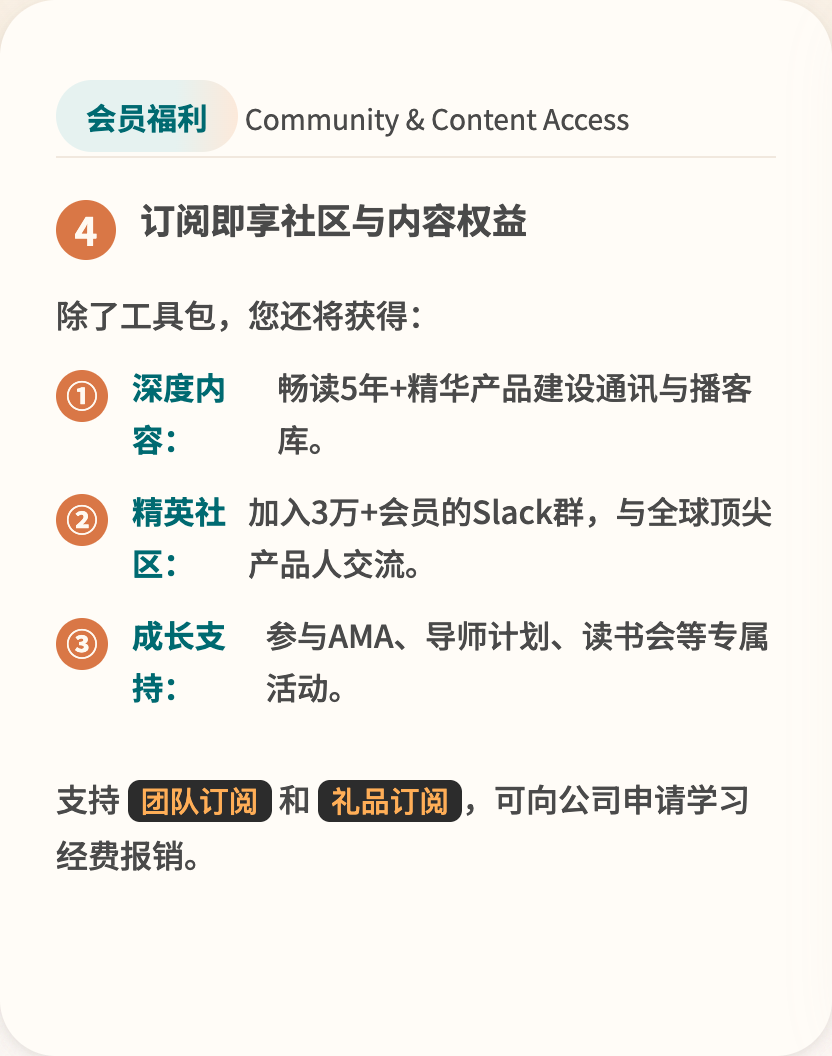 会员福利 Community & Content Access
4 订阅即享社区与内容权益
除了工具包，您还将获得：
① 深度内容： 畅读5年+精华产品建设通讯与播客库。
② 精英社区： 加入3万+会员的Slack群，与全球顶尖产品人交流。
③ 成长支持： 参与AMA、导师计划、读书会等专属活动。
支持 团队订阅 和 礼品订阅 ，可向公司申请学习
经费报销。